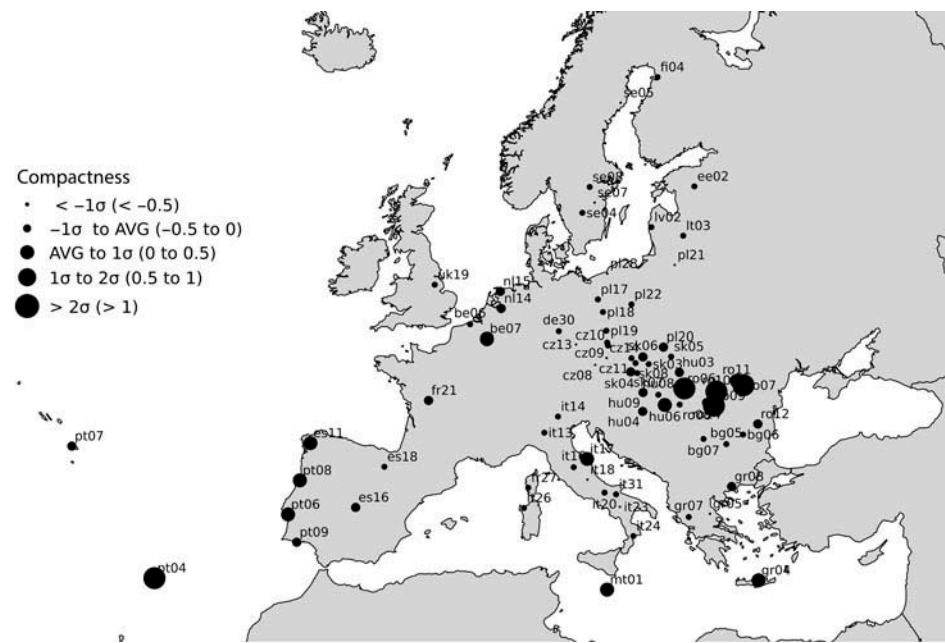 Compactness
< –1σ (< –0.5)
–1σ to AVG (–0.5 to 0)
AVG to 1σ (0 to 0.5)
1σ to 2σ (0.5 to 1)
> 2σ (> 1)
fi04
se05
se08
se07
se04
ee02
lv02
lt03
pl21
pl28
uk19
nl15
nl14
be06
be07
pl17
pl22
pl18
de30
pl19
cz10
cz13
cz09
cz14
cz08
cz11
sk06
pl20
sk05
sk03
hu03
sk08
sk04
hu09
hu04
hu06
ro11
ro12
bg05
bg06
bg07
fr21
it14
it13
it17
it18
it31
it20
it23
it24
fr27
pt07
es11
es18
pt08
es16
pt06
pt09
pt04
mt01
gr08
gr05
gr07